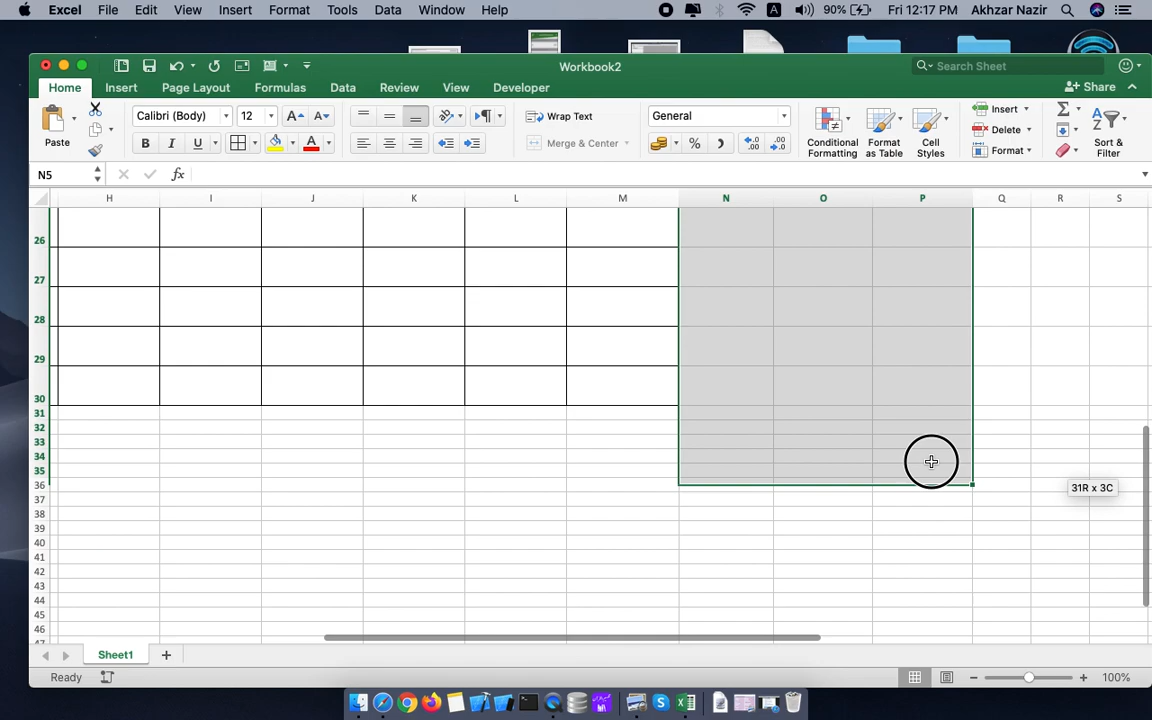 Excel File Edit View Insert Format Tools Data Window Help A 90% Fri 12:17 PM Akhzar Nazir
Workbook2 Search Sheet
Home Insert Page Layout Formulas Data Review View Developer Share
Calibri (Body) 12 A A Wrap Text General Insert
Paste B I U A Merge & Center % Conditional Formatting Format as Table Cell Styles Delete Format Sort & Filter
N5 fx
H I J K L M N O P Q R S
26
27
28
29
30
31
32
33
34
35
36
31R x 3C
37
38
39
40
41
42
43
44
45
46
47
Sheet1 +
Ready 100%